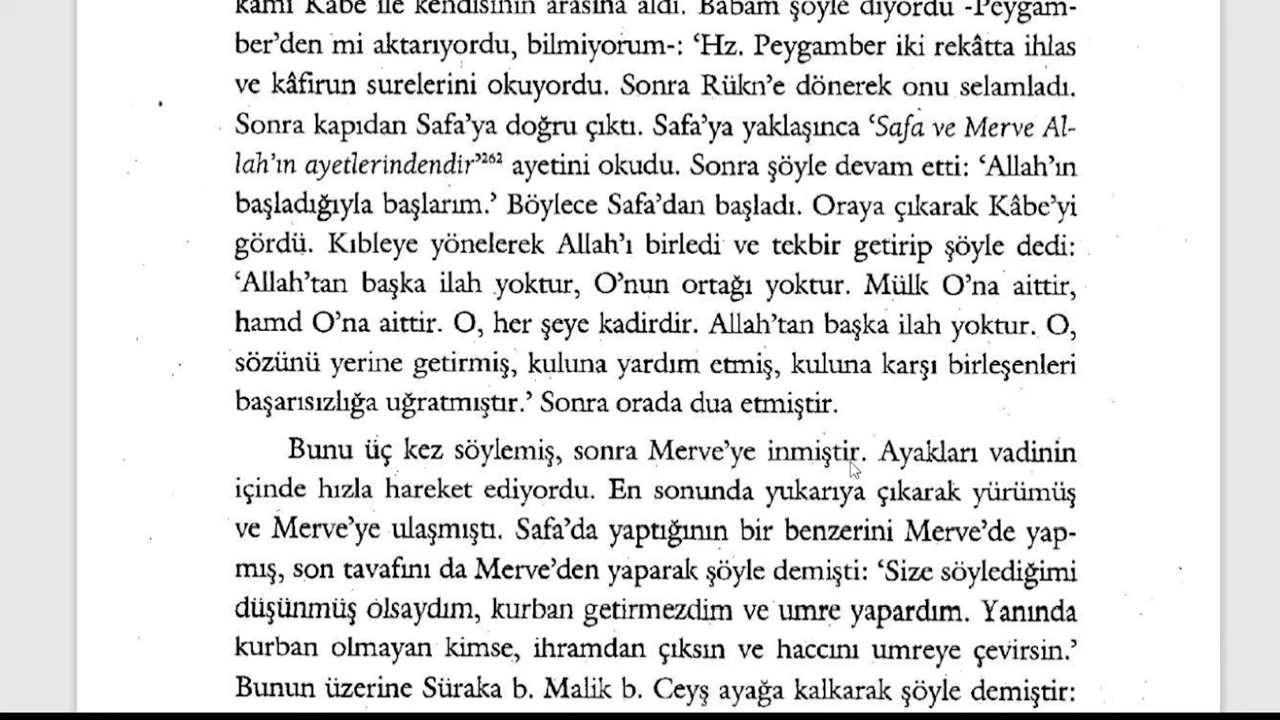 kamı Kâbe ile kendisinin arasına aldı. Babam şöyle diyordu -Peygam-
ber’den mi aktarıyordu, bilmiyorum-: ‘Hz. Peygamber iki rekâtta ihlas
ve kâfirun surelerini okuyordu. Sonra Rükn’e dönerek onu selamladı.
Sonra kapıdan Safa’ya doğru çıktı. Safa’ya yaklaşınca ‘Safa ve Merve Al-
lah’ın ayetlerindendir’²⁶² ayetini okudu. Sonra şöyle devam etti: ‘Allah’ın
başladığıyla başlarım.’ Böylece Safa’dan başladı. Oraya çıkarak Kâbe’yi
gördü. Kıbleye yönelerek Allah’ı birledi ve tekbir getirip şöyle dedi:
‘Allah’tan başka ilah yoktur, O’nun ortağı yoktur. Mülk O’na aittir,
hamd O’na aittir. O, her şeye kadirdir. Allah’tan başka ilah yoktur. O,
sözünü yerine getirmiş, kuluna yardım etmiş, kuluna karşı birleşenleri
başarısızlığa uğratmıştır.’ Sonra orada dua etmiştir.
Bunu üç kez söylemiş, sonra Merve’ye inmiştir. Ayakları vadinin
içinde hızla hareket ediyordu. En sonunda yukarıya çıkarak yürümüş
ve Merve’ye ulaşmıştı. Safa’da yaptığının bir benzerini Merve’de yap-
mış, son tavafını da Merve’den yaparak şöyle demişti: ‘Size söylediğimi
düşünmüş olsaydım, kurban getirmezdim ve umre yapardım. Yanında
kurban olmayan kimse, ihramdan çıksın ve haccını umreye çevirsin.’
Bunun üzerine Süraka b. Malik b. Ceyş ayağa kalkarak şöyle demiştir: